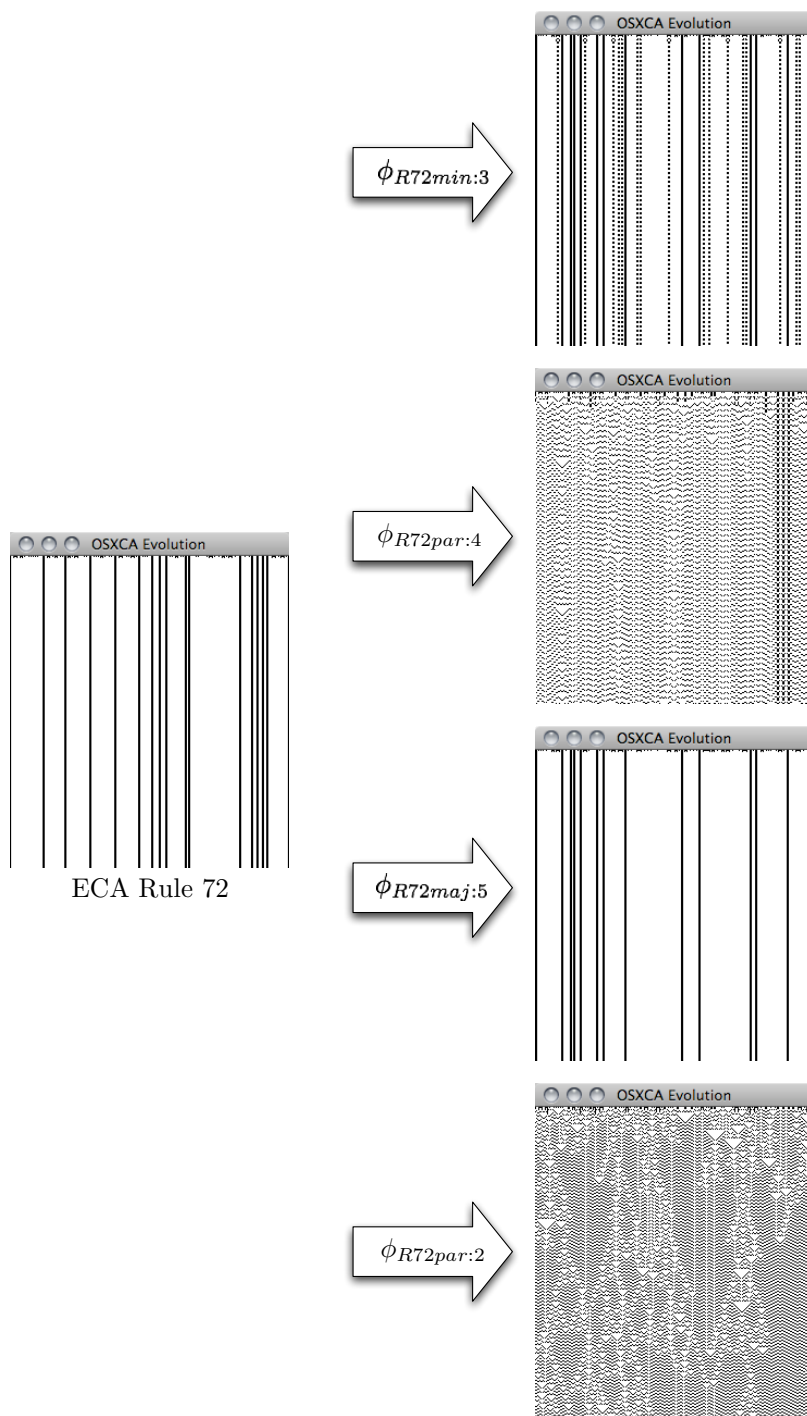 OSXCA Evolution
ϕR72min:3
OSXCA Evolution
ϕR72par:4
OSXCA Evolution
ECA Rule 72
OSXCA Evolution
ϕR72maj:5
OSXCA Evolution
ϕR72par:2